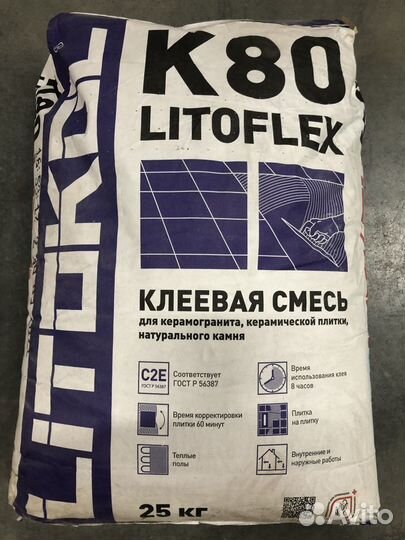 K80
LITOFLEX
LITOKOL
КЛЕЕВАЯ СМЕСЬ
для керамогранита, керамической плитки,
натурального камня
C2E
ГОСТ Р 56387
Соответствует
ГОСТ Р 56387
Время
использования клея
8 часов
Время корректировки
плитки 60 минут
Плитка
на плитку
Теплые
полы
Внутренние и
наружные работы
25 кг
Avito